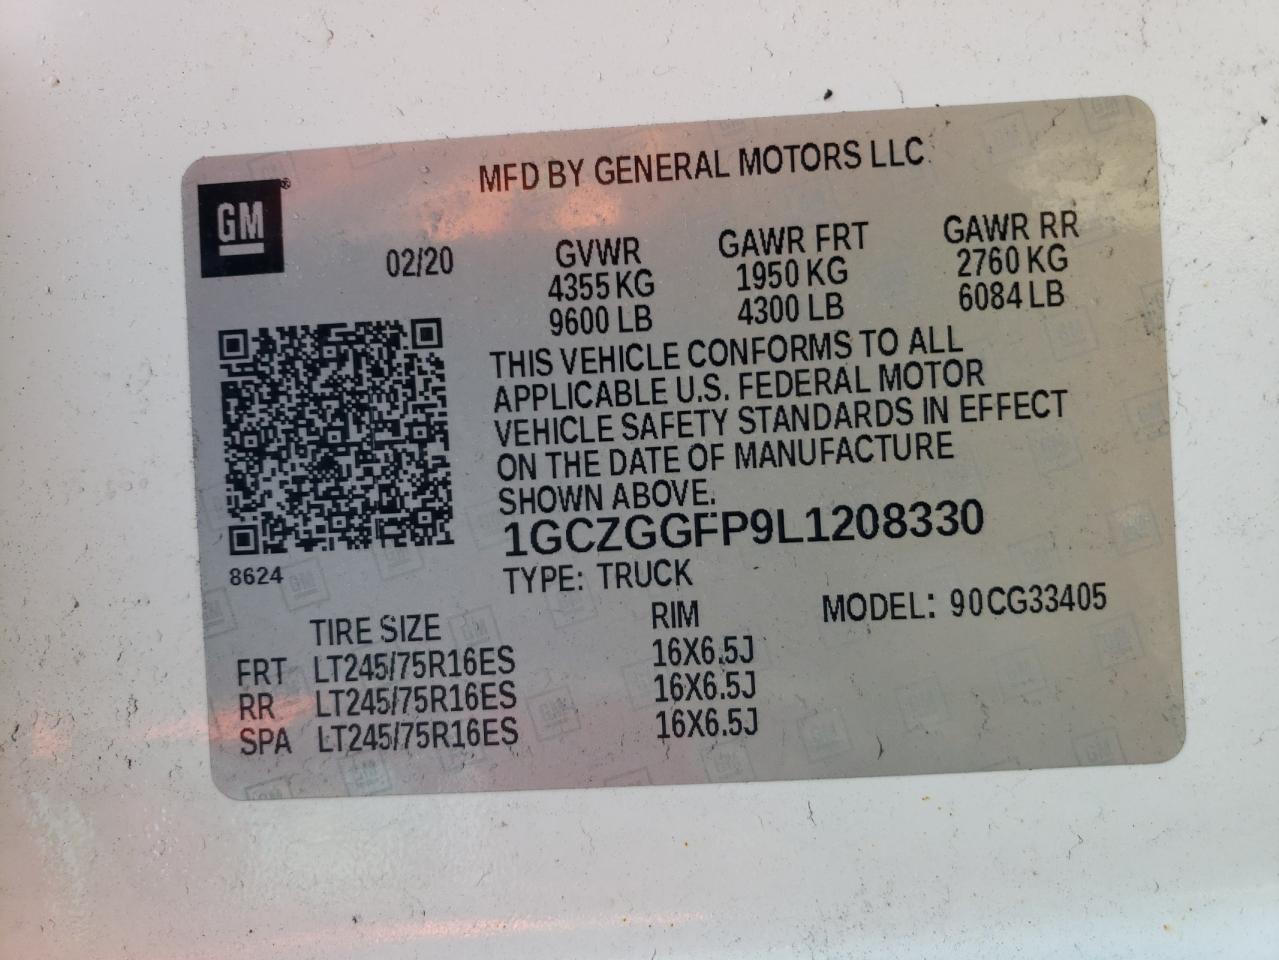 MFD BY GENERAL MOTORS LLC
GM®
02/20 GVWR GAWR FRT GAWR RR
4355 KG 1950 KG 2760 KG
9600 LB 4300 LB 6084 LB
THIS VEHICLE CONFORMS TO ALL
APPLICABLE U.S. FEDERAL MOTOR
VEHICLE SAFETY STANDARDS IN EFFECT
ON THE DATE OF MANUFACTURE
SHOWN ABOVE.
1GCZGGFP9L1208330
8624
TYPE: TRUCK
MODEL: 90CG33405
TIRE SIZE RIM
FRT LT245/75R16ES 16X6.5J
RR LT245/75R16ES 16X6.5J
SPA LT245/75R16ES 16X6.5J